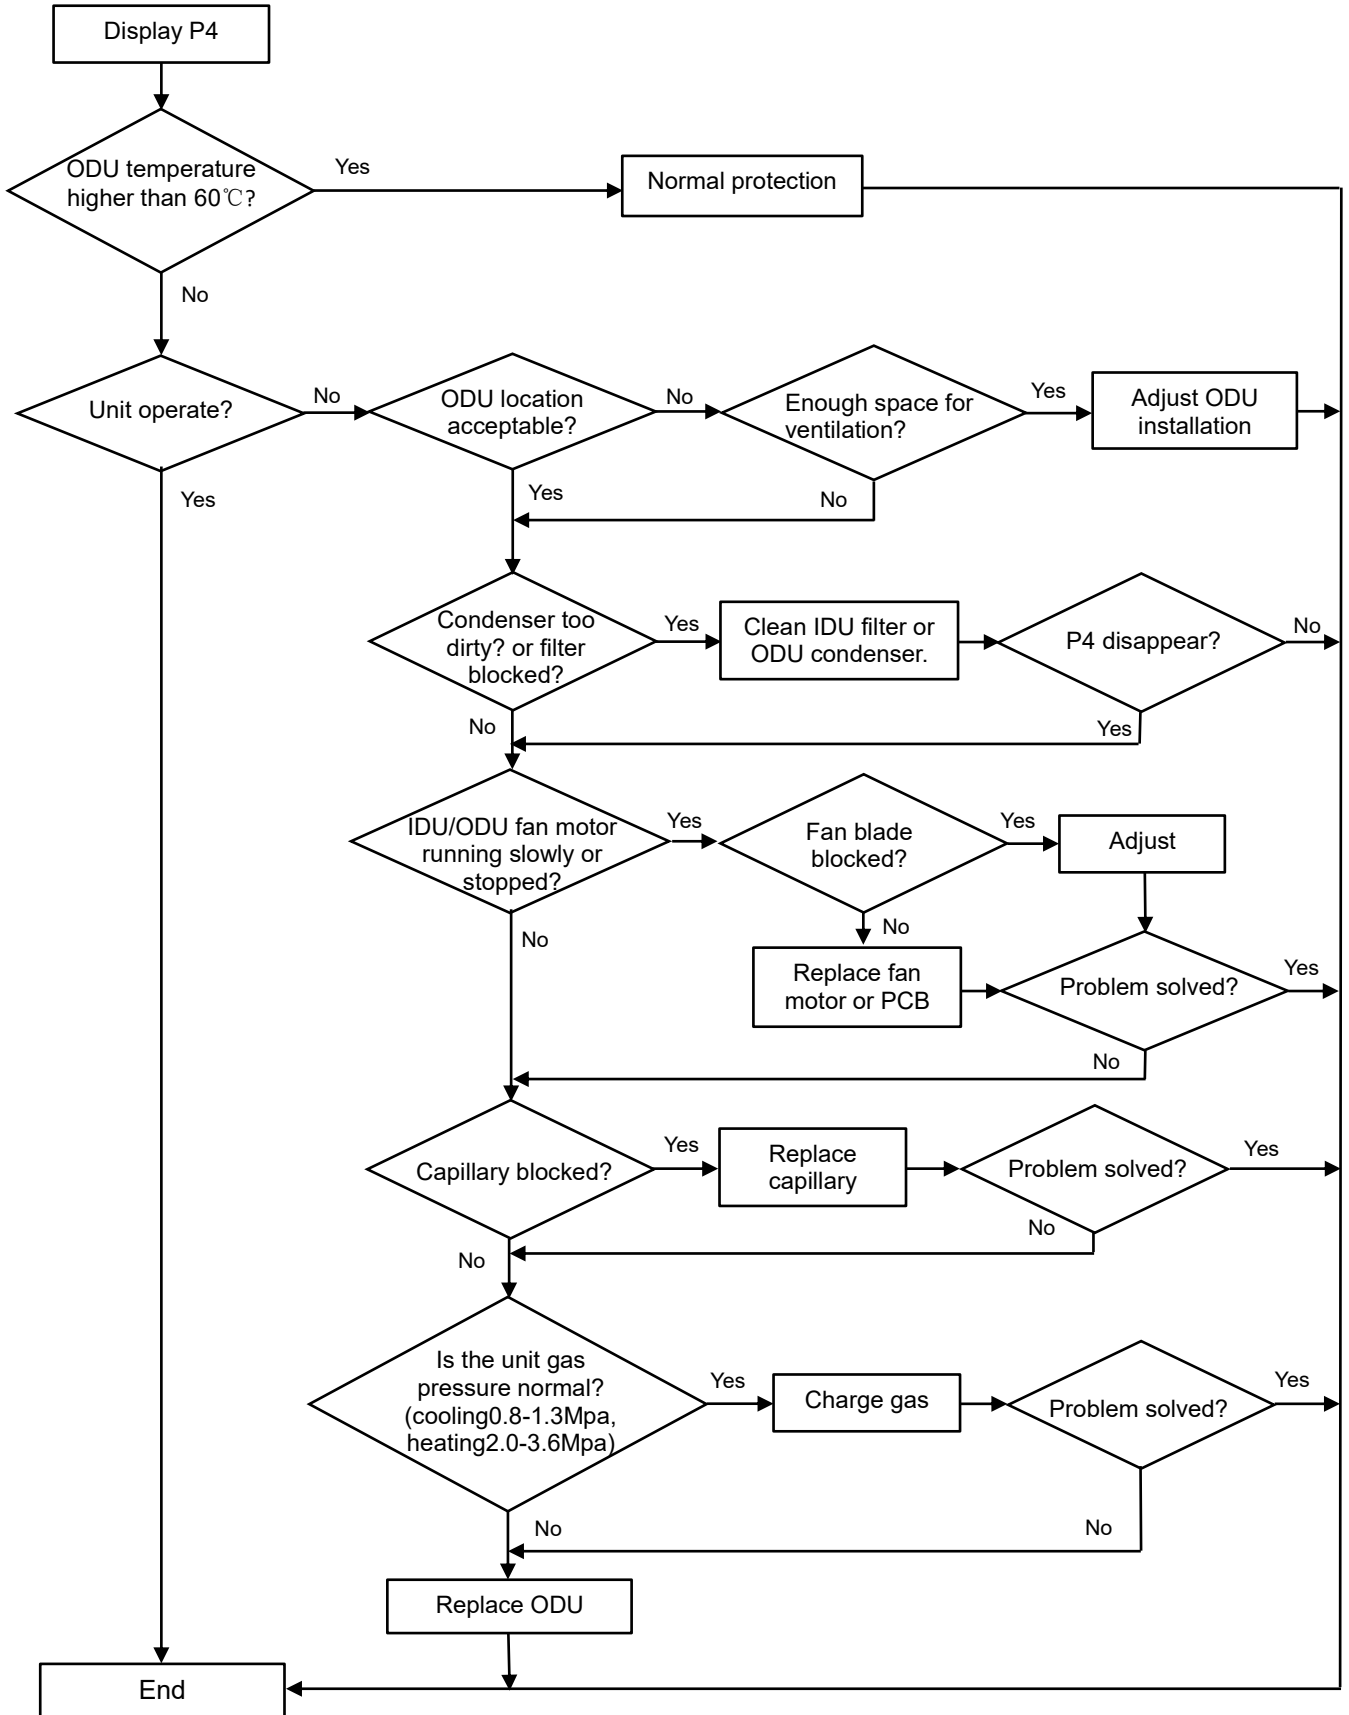 Display P4
ODU temperature
higher than 60℃?
Yes
Normal protection
No
Unit operate?
No
ODU location
acceptable?
No
Enough space for
ventilation?
Yes
Adjust ODU
installation
Yes
Yes
No
Condenser too
dirty? or filter
blocked?
Yes
Clean IDU filter or
ODU condenser.
P4 disappear?
No
No
Yes
IDU/ODU fan motor
running slowly or
stopped?
Yes
Fan blade
blocked?
Yes
Adjust
No
No
Replace fan
motor or PCB
Problem solved?
Yes
No
Capillary blocked?
Yes
Replace
capillary
Problem solved?
Yes
No
No
Is the unit gas
pressure normal?
(cooling0.8-1.3Mpa,
heating2.0-3.6Mpa)
Yes
Charge gas
Problem solved?
Yes
No
No
Replace ODU
End